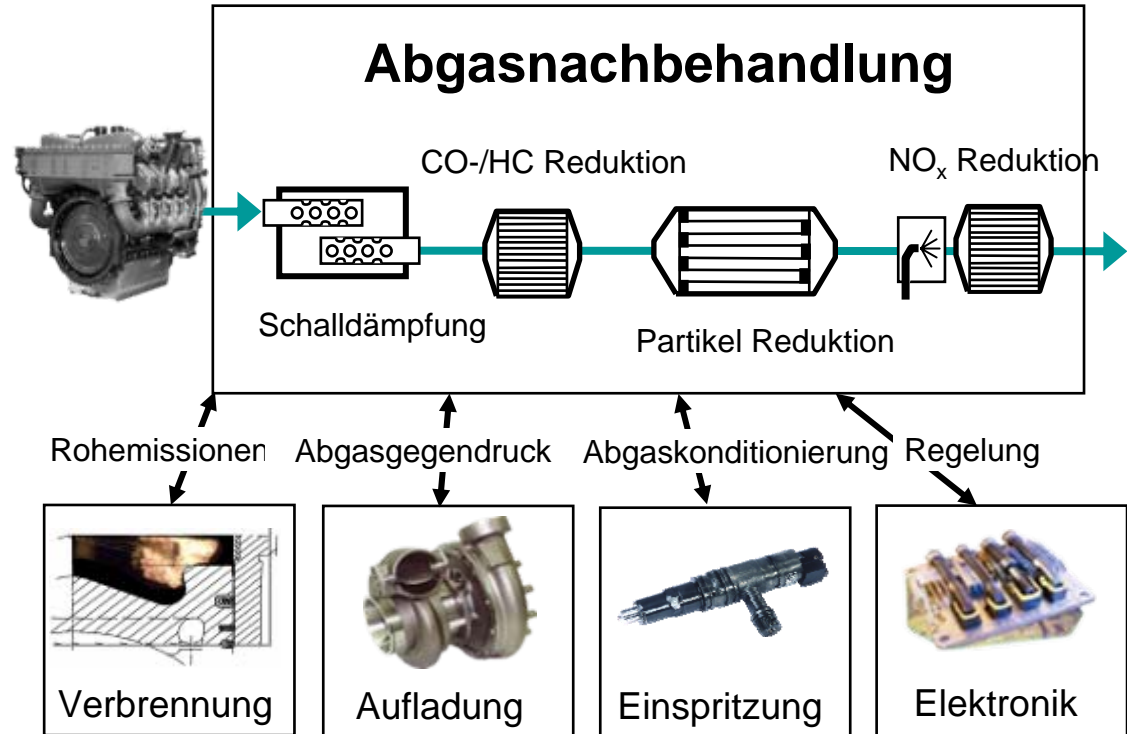 Abgasnachbehandlung
CO-/HC Reduktion
NOx Reduktion
Schalldämpfung
Partikel Reduktion
Rohemissionen
Abgasgegendruck
Abgaskonditionierung
Regelung
Verbrennung
Aufladung
Einspritzung
Elektronik